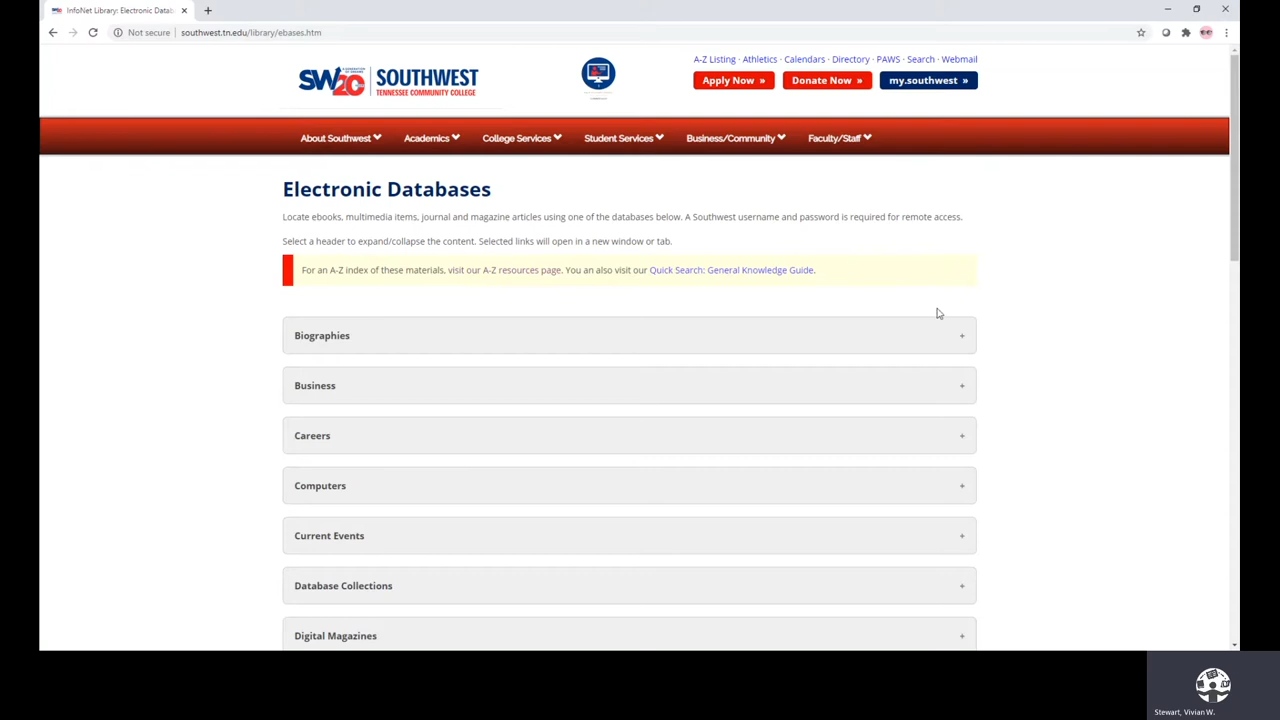 InfoNet Library: Electronic Datab
Not secure southwest.tn.edu/library/ebases.htm
SW20 SOUTHWEST
TENNESSEE COMMUNITY COLLEGE
A-Z Listing · Athletics · Calendars · Directory · PAWS · Search · Webmail
Apply Now » Donate Now » my.southwest »
About Southwest Academics College Services Student Services Business/Community Faculty/Staff
Electronic Databases
Locate ebooks, multimedia items, journal and magazine articles using one of the databases below. A Southwest username and password is required for remote access.
Select a header to expand/collapse the content. Selected links will open in a new window or tab.
For an A-Z index of these materials, visit our A-Z resources page. You an also visit our Quick Search: General Knowledge Guide.
Biographies +
Business +
Careers +
Computers +
Current Events +
Database Collections +
Digital Magazines +
Stewart, Vivian W.